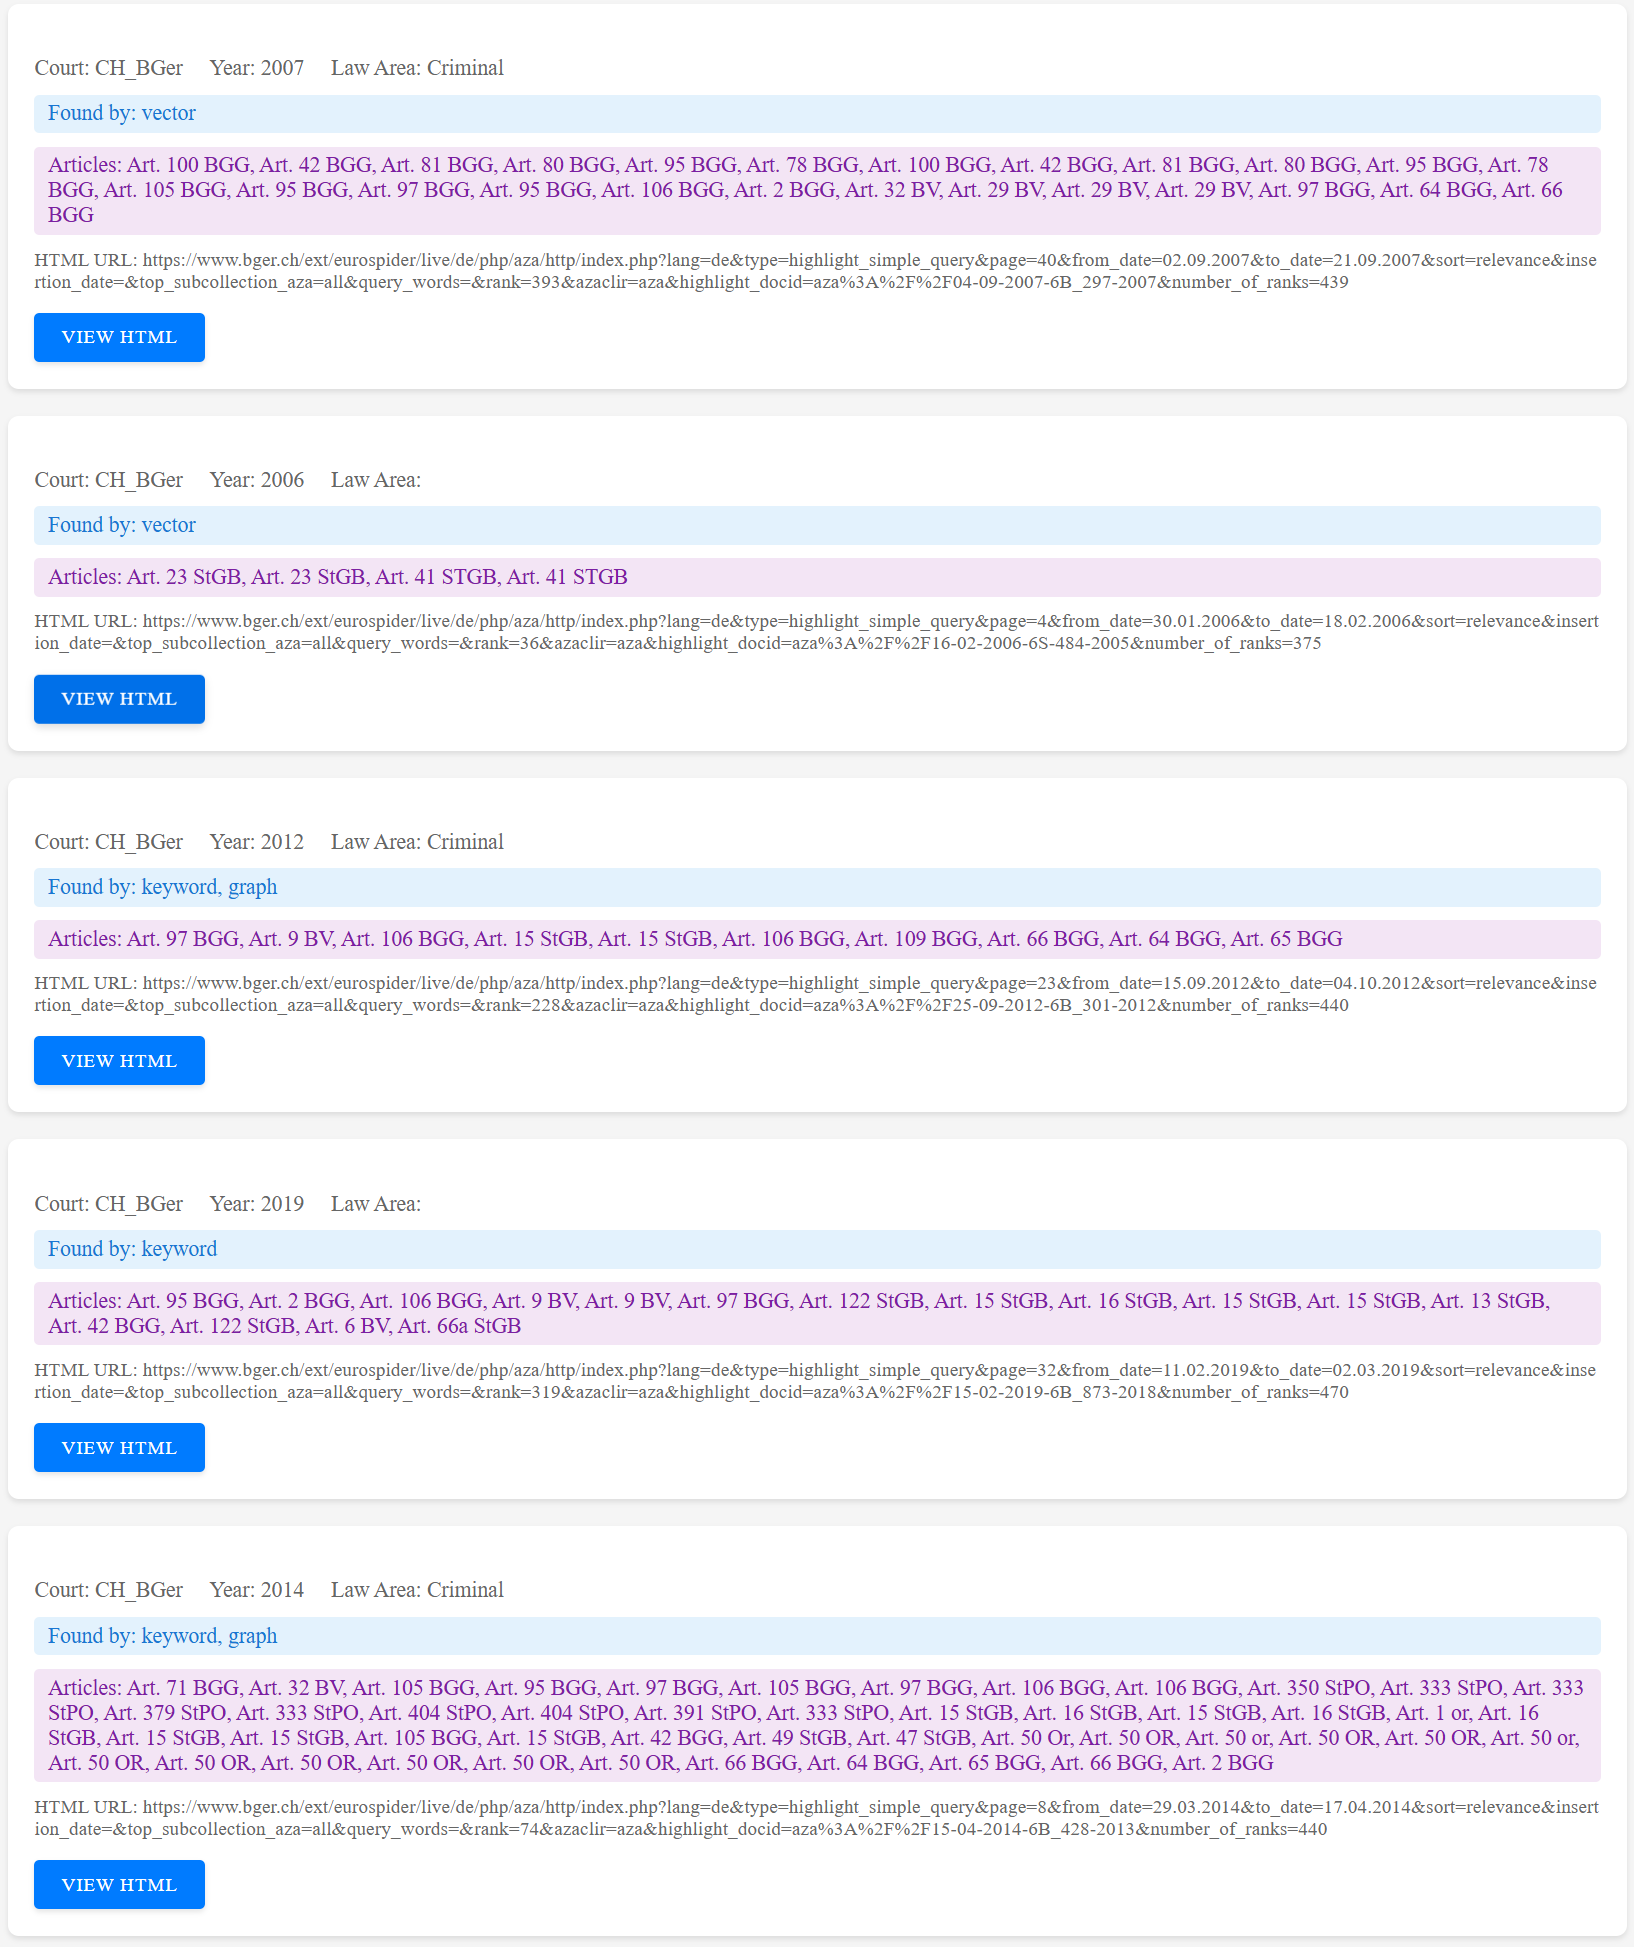 Court: CH_BGer Year: 2007 Law Area: Criminal
Found by: vector
Articles: Art. 100 BGG, Art. 42 BGG, Art. 81 BGG, Art. 80 BGG, Art. 95 BGG, Art. 78 BGG, Art. 100 BGG, Art. 42 BGG, Art. 81 BGG, Art. 80 BGG, Art. 95 BGG, Art. 78
BGG, Art. 105 BGG, Art. 95 BGG, Art. 97 BGG, Art. 95 BGG, Art. 106 BGG, Art. 2 BGG, Art. 32 BV, Art. 29 BV, Art. 29 BV, Art. 29 BV, Art. 97 BGG, Art. 64 BGG, Art. 66
BGG
HTML URL: https://www.bger.ch/ext/eurospider/live/de/php/aza/http/index.php?lang=de&type=highlight_simple_query&page=40&from_date=02.09.2007&to_date=21.09.2007&sort=relevance&inse
rtion_date=&top_subcollection_aza=all&query_words=&rank=393&azaclir=aza&highlight_docid=aza%3A%2F%2F04-09-2007-6B_297-2007&number_of_ranks=439
VIEW HTML
Court: CH_BGer Year: 2006 Law Area:
Found by: vector
Articles: Art. 23 StGB, Art. 23 StGB, Art. 41 STGB, Art. 41 STGB
HTML URL: https://www.bger.ch/ext/eurospider/live/de/php/aza/http/index.php?lang=de&type=highlight_simple_query&page=4&from_date=30.01.2006&to_date=18.02.2006&sort=relevance&insert
ion_date=&top_subcollection_aza=all&query_words=&rank=36&azaclir=aza&highlight_docid=aza%3A%2F%2F16-02-2006-6S-484-2005&number_of_ranks=375
VIEW HTML
Court: CH_BGer Year: 2012 Law Area: Criminal
Found by: keyword, graph
Articles: Art. 97 BGG, Art. 9 BV, Art. 106 BGG, Art. 15 StGB, Art. 15 StGB, Art. 106 BGG, Art. 109 BGG, Art. 66 BGG, Art. 64 BGG, Art. 65 BGG
HTML URL: https://www.bger.ch/ext/eurospider/live/de/php/aza/http/index.php?lang=de&type=highlight_simple_query&page=23&from_date=15.09.2012&to_date=04.10.2012&sort=relevance&inse
rtion_date=&top_subcollection_aza=all&query_words=&rank=228&azaclir=aza&highlight_docid=aza%3A%2F%2F25-09-2012-6B_301-2012&number_of_ranks=440
VIEW HTML
Court: CH_BGer Year: 2019 Law Area:
Found by: keyword
Articles: Art. 95 BGG, Art. 2 BGG, Art. 106 BGG, Art. 9 BV, Art. 9 BV, Art. 97 BGG, Art. 122 StGB, Art. 15 StGB, Art. 16 StGB, Art. 15 StGB, Art. 15 StGB, Art. 13 StGB,
Art. 42 BGG, Art. 122 StGB, Art. 6 BV, Art. 66a StGB
HTML URL: https://www.bger.ch/ext/eurospider/live/de/php/aza/http/index.php?lang=de&type=highlight_simple_query&page=32&from_date=11.02.2019&to_date=02.03.2019&sort=relevance&inse
rtion_date=&top_subcollection_aza=all&query_words=&rank=319&azaclir=aza&highlight_docid=aza%3A%2F%2F15-02-2019-6B_873-2018&number_of_ranks=470
VIEW HTML
Court: CH_BGer Year: 2014 Law Area: Criminal
Found by: keyword, graph
Articles: Art. 71 BGG, Art. 32 BV, Art. 105 BGG, Art. 95 BGG, Art. 97 BGG, Art. 105 BGG, Art. 97 BGG, Art. 106 BGG, Art. 106 BGG, Art. 350 StPO, Art. 333 StPO, Art. 333
StPO, Art. 379 StPO, Art. 333 StPO, Art. 404 StPO, Art. 404 StPO, Art. 391 StPO, Art. 333 StPO, Art. 15 StGB, Art. 16 StGB, Art. 15 StGB, Art. 16 StGB, Art. 1 or, Art. 16
StGB, Art. 15 StGB, Art. 15 StGB, Art. 105 BGG, Art. 15 StGB, Art. 42 BGG, Art. 49 StGB, Art. 47 StGB, Art. 50 Or, Art. 50 OR, Art. 50 or, Art. 50 OR, Art. 50 OR, Art. 50 or,
Art. 50 OR, Art. 50 OR, Art. 50 OR, Art. 50 OR, Art. 50 OR, Art. 50 OR, Art. 66 BGG, Art. 64 BGG, Art. 65 BGG, Art. 66 BGG, Art. 2 BGG
HTML URL: https://www.bger.ch/ext/eurospider/live/de/php/aza/http/index.php?lang=de&type=highlight_simple_query&page=8&from_date=29.03.2014&to_date=17.04.2014&sort=relevance&insert
ion_date=&top_subcollection_aza=all&query_words=&rank=74&azaclir=aza&highlight_docid=aza%3A%2F%2F15-04-2014-6B_428-2013&number_of_ranks=440
VIEW HTML